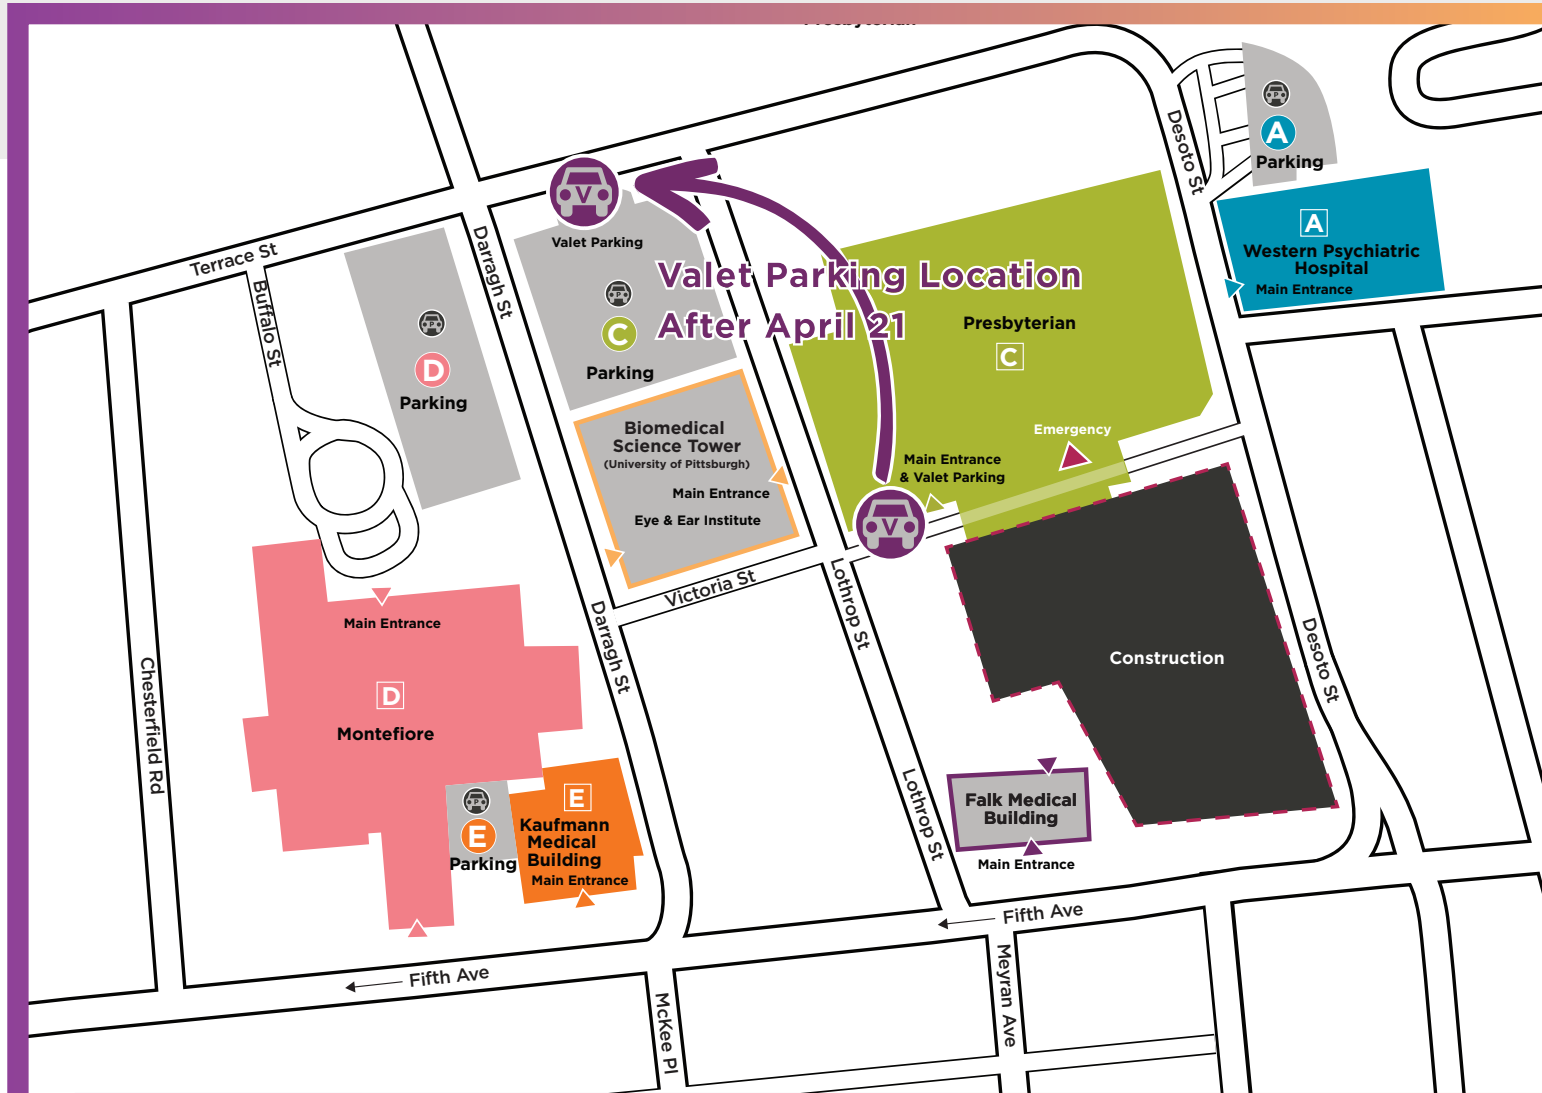 Presbyterian
Desoto St
A
Parking
A
Western Psychiatric
Hospital
Main Entrance
V
Valet Parking
Terrace St
Buffalo St
Darragh St
P
D
Parking
P
C
Parking
Valet Parking Location
After April 21
Presbyterian
C
Emergency
Main Entrance
& Valet Parking
V
Biomedical
Science Tower
(University of Pittsburgh)
Main Entrance
Eye & Ear Institute
Victoria St
Lothrop St
Darragh St
Desoto St
Construction
Main Entrance
D
Montefiore
Chesterfield Rd
P
E
Parking
E
Kaufmann
Medical
Building
Main Entrance
Lothrop St
Falk Medical
Building
Main Entrance
Fifth Ave
Fifth Ave
McKee Pl
Meyran Ave